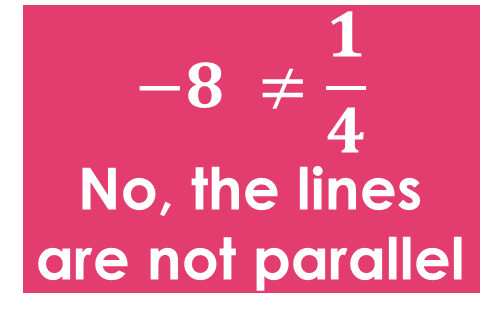 −8 ≠ 1/4
No, the lines
are not parallel